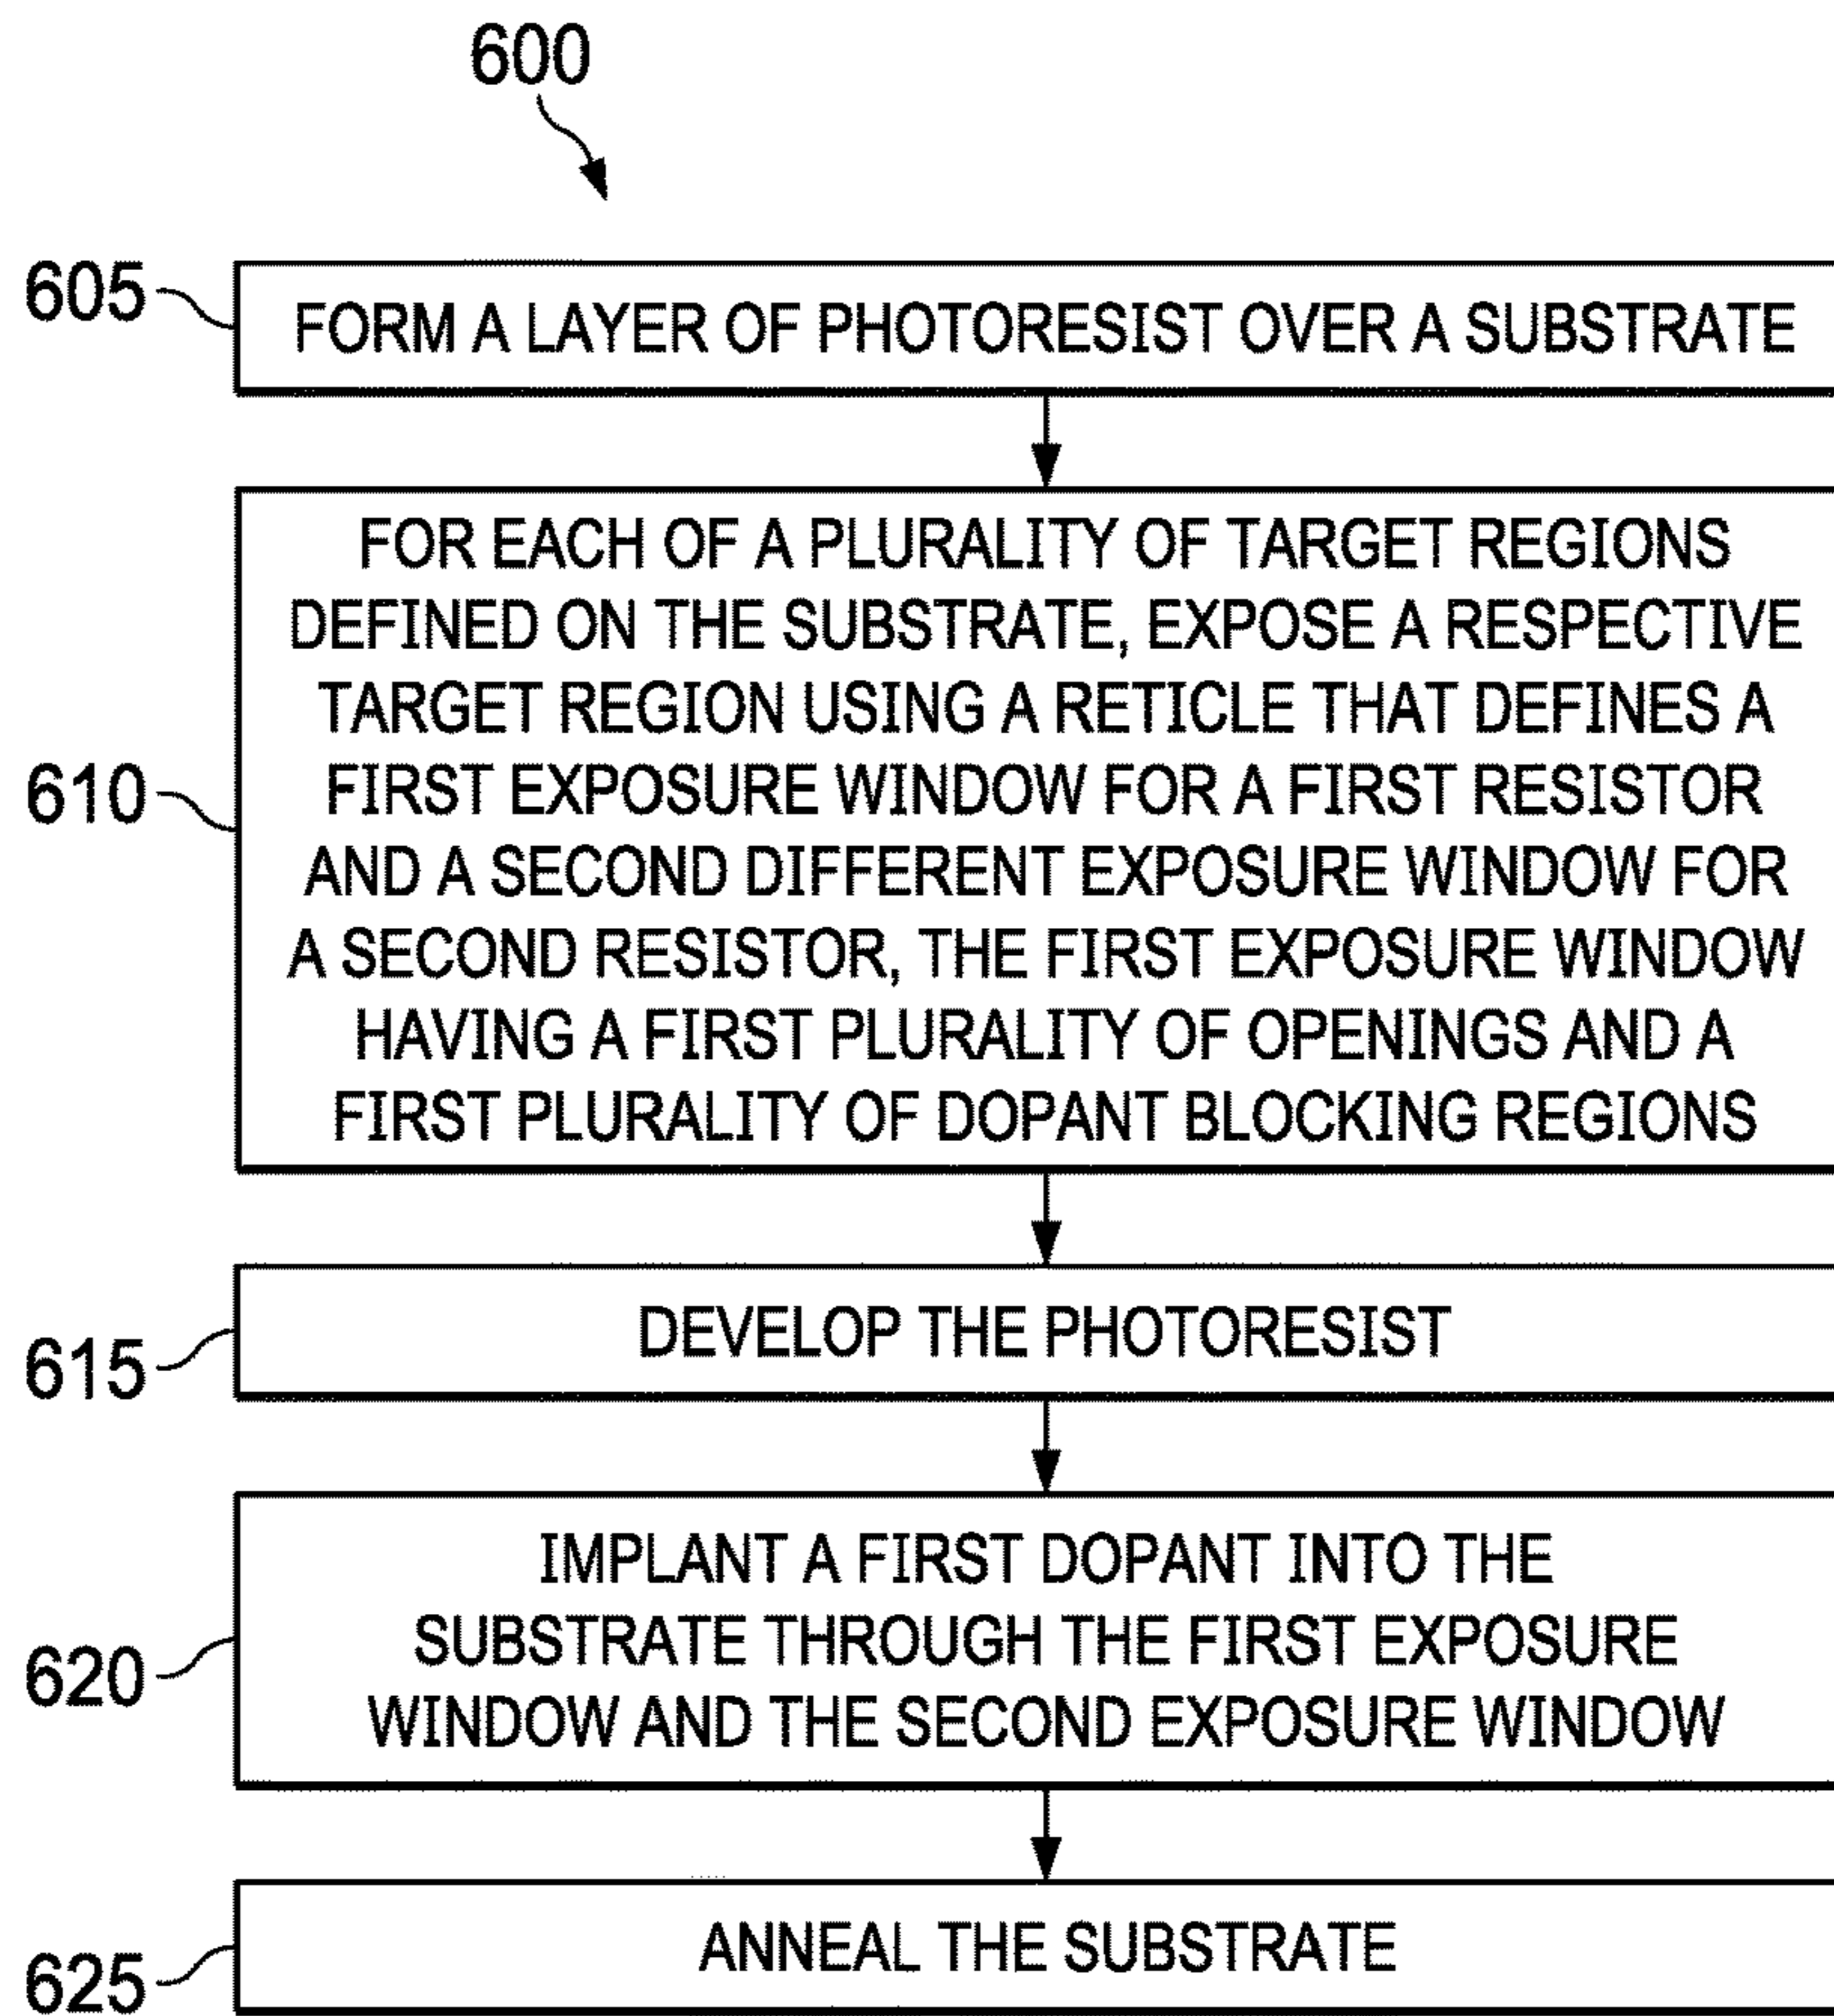 600
605
FORM A LAYER OF PHOTORESIST OVER A SUBSTRATE
610
FOR EACH OF A PLURALITY OF TARGET REGIONS
DEFINED ON THE SUBSTRATE, EXPOSE A RESPECTIVE
TARGET REGION USING A RETICLE THAT DEFINES A
FIRST EXPOSURE WINDOW FOR A FIRST RESISTOR
AND A SECOND DIFFERENT EXPOSURE WINDOW FOR
A SECOND RESISTOR, THE FIRST EXPOSURE WINDOW
HAVING A FIRST PLURALITY OF OPENINGS AND A
FIRST PLURALITY OF DOPANT BLOCKING REGIONS
615
DEVELOP THE PHOTORESIST
620
IMPLANT A FIRST DOPANT INTO THE
SUBSTRATE THROUGH THE FIRST EXPOSURE
WINDOW AND THE SECOND EXPOSURE WINDOW
625
ANNEAL THE SUBSTRATE